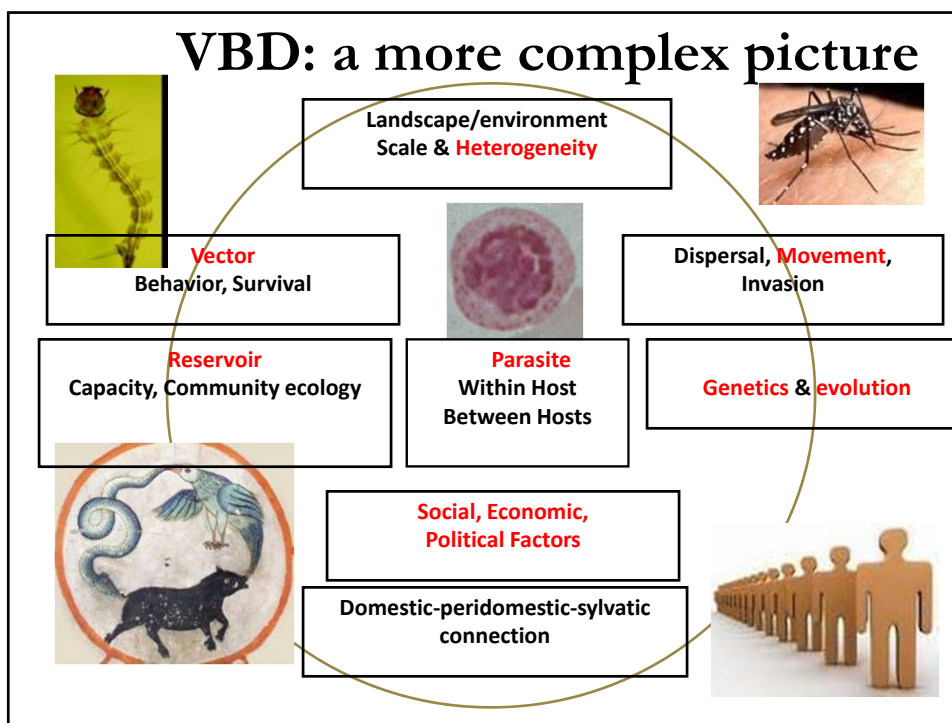 VBD: a more complex picture
Landscape/environment
Scale & Heterogeneity
Vector
Behavior, Survival
Dispersal, Movement,
Invasion
Reservoir
Capacity, Community ecology
Parasite
Within Host
Between Hosts
Genetics & evolution
Social, Economic,
Political Factors
Domestic-peridomestic-sylvatic
connection